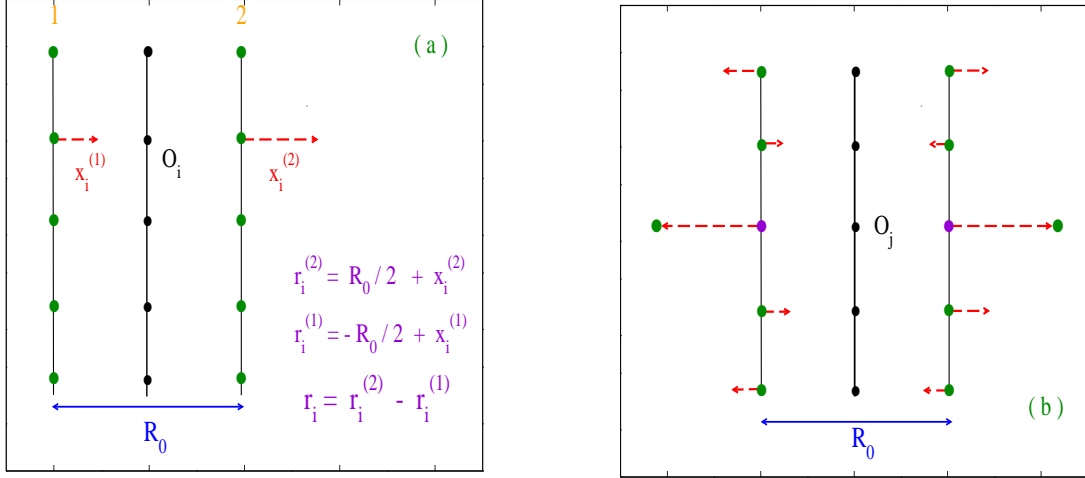 1 2
( a )
O_i
x_i^(1) x_i^(2)
r_i^(2) = R_0 / 2 + x_i^(2)
r_i^(1) = - R_0 / 2 + x_i^(1)
r_i = r_i^(2) - r_i^(1)
R_0
O_j
( b )
R_0